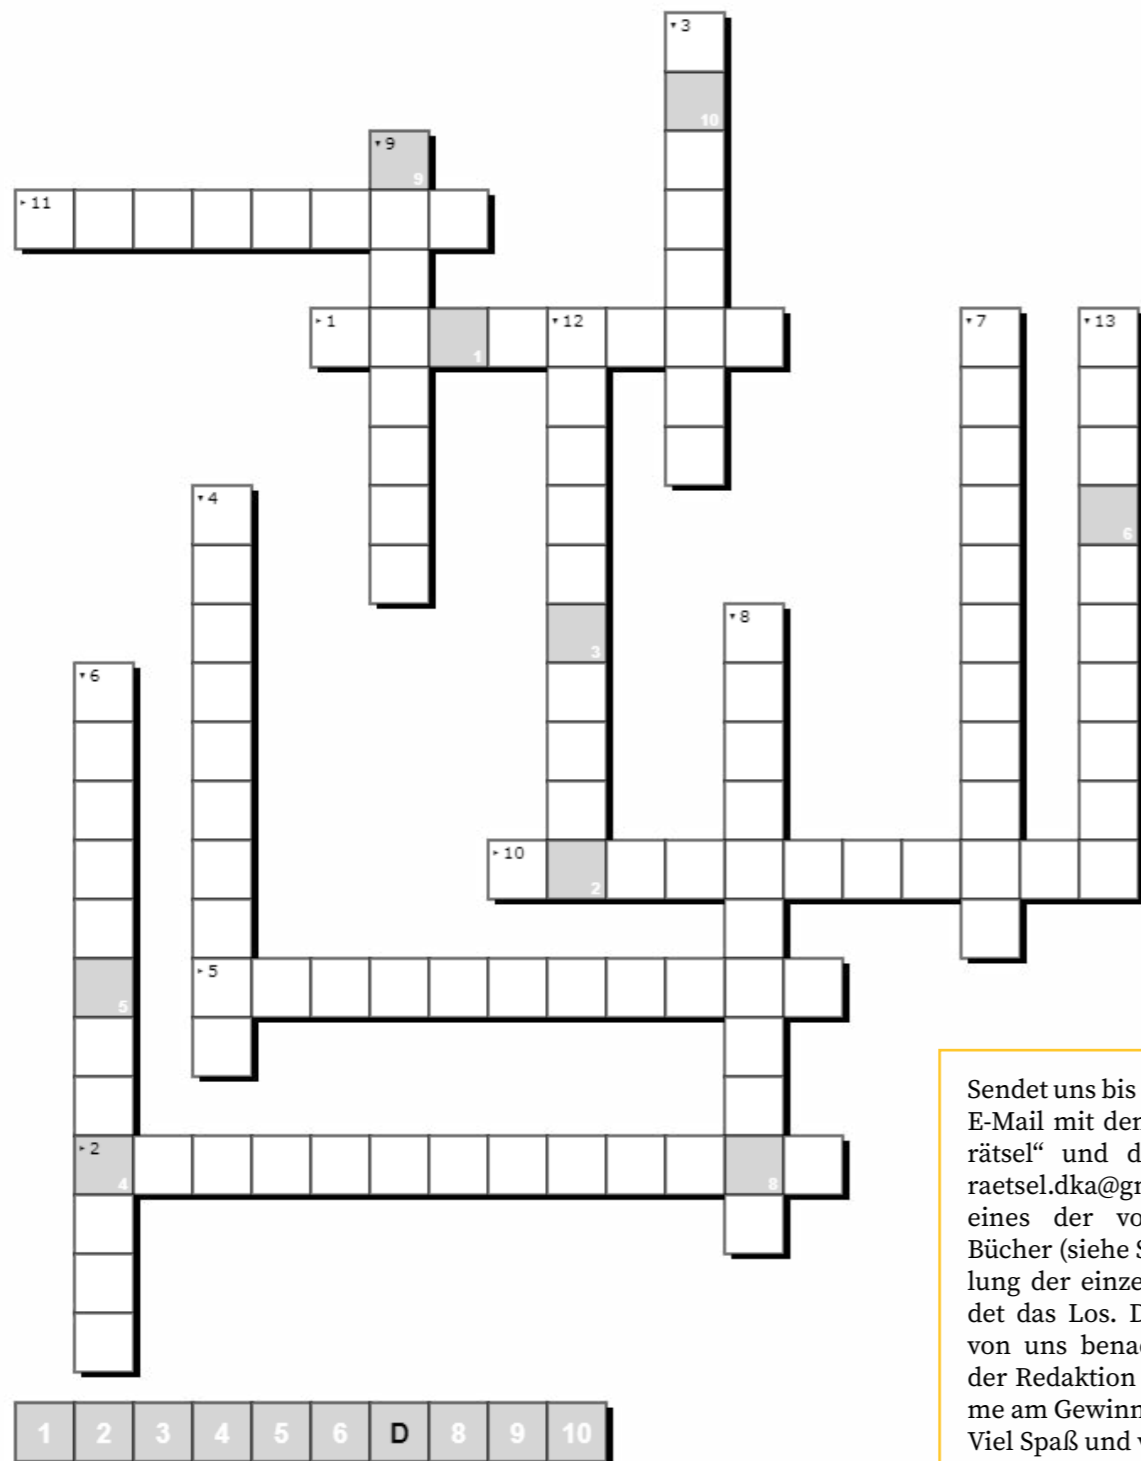 ▾3
10
▾9
9
▸11
▸1
1
▾12
▾7
▾13
▾4
6
3
▾8
▾6
▸10
2
5
▸5
▸2
4
8
Sendet uns bis
E-Mail mit der
rätsel“ und d
raetsel.dka@gr
eines der vo
Bücher (siehe S
lung der einze
det das Los. D
von uns bena
der Redaktion
me am Gewinn
Viel Spaß und v
1 2 3 4 5 6 D 8 9 10